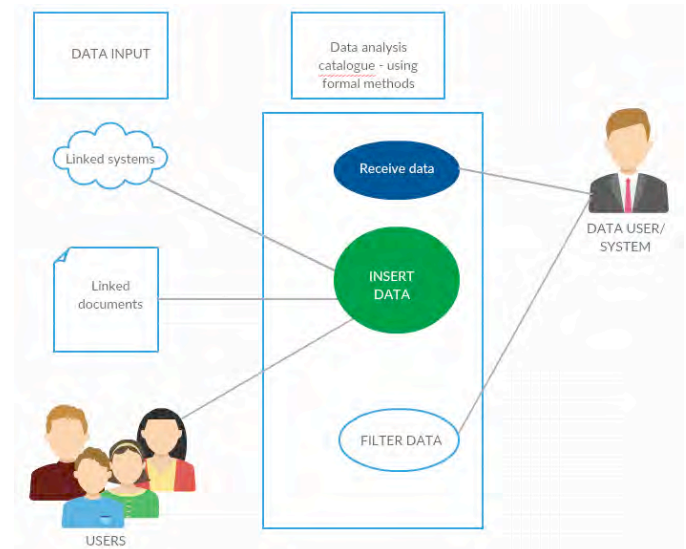 DATA INPUT
Data analysis
catalogue - using
formal methods
Linked systems
Receive data
DATA USER/
SYSTEM
INSERT
DATA
Linked
documents
FILTER DATA
USERS